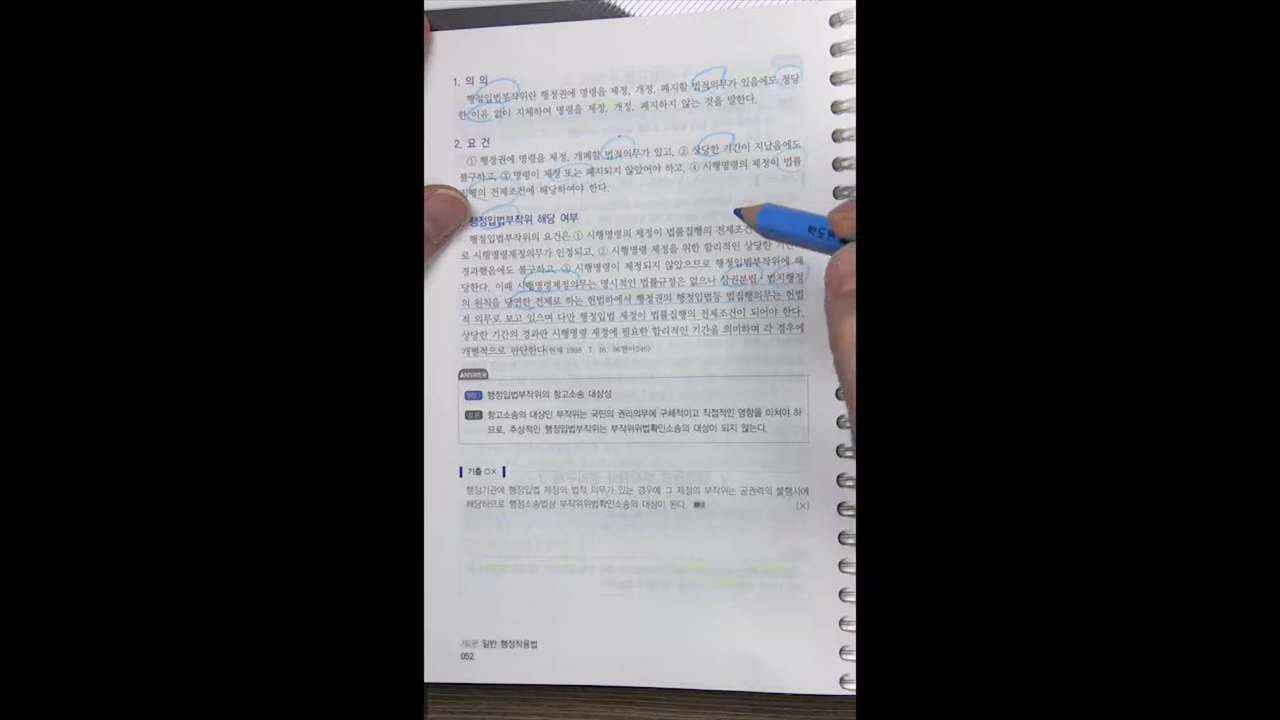 1. 의 의
행정입법부작위란 행정권에 명령을 제정, 개정, 폐지할 법적의무가 있음에도 정당
한 이유 없이 지체하여 명령을 제정, 개정, 폐지하지 않는 것을 말한다.
2. 요 건
① 행정권에 명령을 제정, 개폐할 법적의무가 있고, ② 상당한 기간이 지났음에도
불구하고, ③ 명령이 제정 또는 폐지되지 않았어야 하고, ④ 시행명령의 제정이 법률
집행의 전제조건에 해당하여야 한다.
행정입법부작위 해당 여부
행정입법부작위의 요건은 ① 시행명령의 제정이 법률집행의 전제조건
로 시행명령제정의무가 인정되고, ② 시행명령 제정을 위한 합리적인 상당한
경과했음에도 불구하고, ③ 시행명령이 제정되지 않았으므로 행정입법부작위에 해
당한다. 이때 시행명령제정의무는 명시적인 법률규정은 없으나 삼권분립·법치행정
의 원칙을 당연한 전제로 하는 헌법하에서 행정권의 행정입법등 법집행의무는 헌법
적 의무로 보고 있으며 다만 행정입법 제정이 법률집행의 전제조건이 되어야 한다.
상당한 기간의 경과란 시행명령 제정에 필요한 합리적인 기간을 의미하며 각 경우에
개별적으로 판단한다(헌재 1998. 7. 16. 96헌마246)
ANSWER
행정입법부작위의 항고소송 대상성
항고소송의 대상인 부작위는 국민의 권리의무에 구체적이고 직접적인 영향을 미쳐야 하
므로, 추상적인 행정입법부작위는 부작위위법확인소송의 대상이 되지 않는다.
기출 OX
행정기관에 행정입법 제정의 법적 의무가 있는 경우에 그 제정의 부작위는 공권력의 불행사에
해당하므로 행정소송법상 부작위위법확인소송의 대상이 된다. (×)
제2편 일반 행정작용법
052